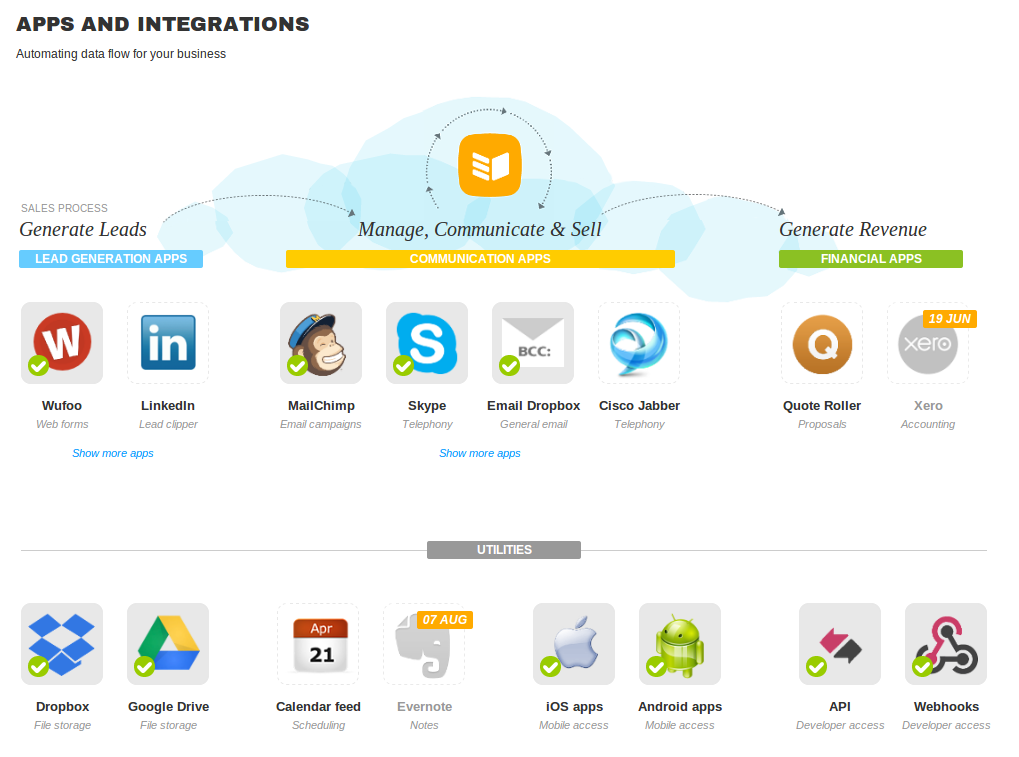 APPS AND INTEGRATIONS
Automating data flow for your business
SALES PROCESS
Generate Leads
Manage, Communicate & Sell
Generate Revenue
LEAD GENERATION APPS
COMMUNICATION APPS
FINANCIAL APPS
W
in
S
BCC:
Q
xero
19 JUN
Wufoo
LinkedIn
MailChimp
Skype
Email Dropbox
Cisco Jabber
Quote Roller
Xero
Web forms
Lead clipper
Email campaigns
Telephony
General email
Telephony
Proposals
Accounting
Show more apps
Show more apps
UTILITIES
Apr
21
07 AUG
Dropbox
Google Drive
Calendar feed
Evernote
iOS apps
Android apps
API
Webhooks
File storage
File storage
Scheduling
Notes
Mobile access
Mobile access
Developer access
Developer access